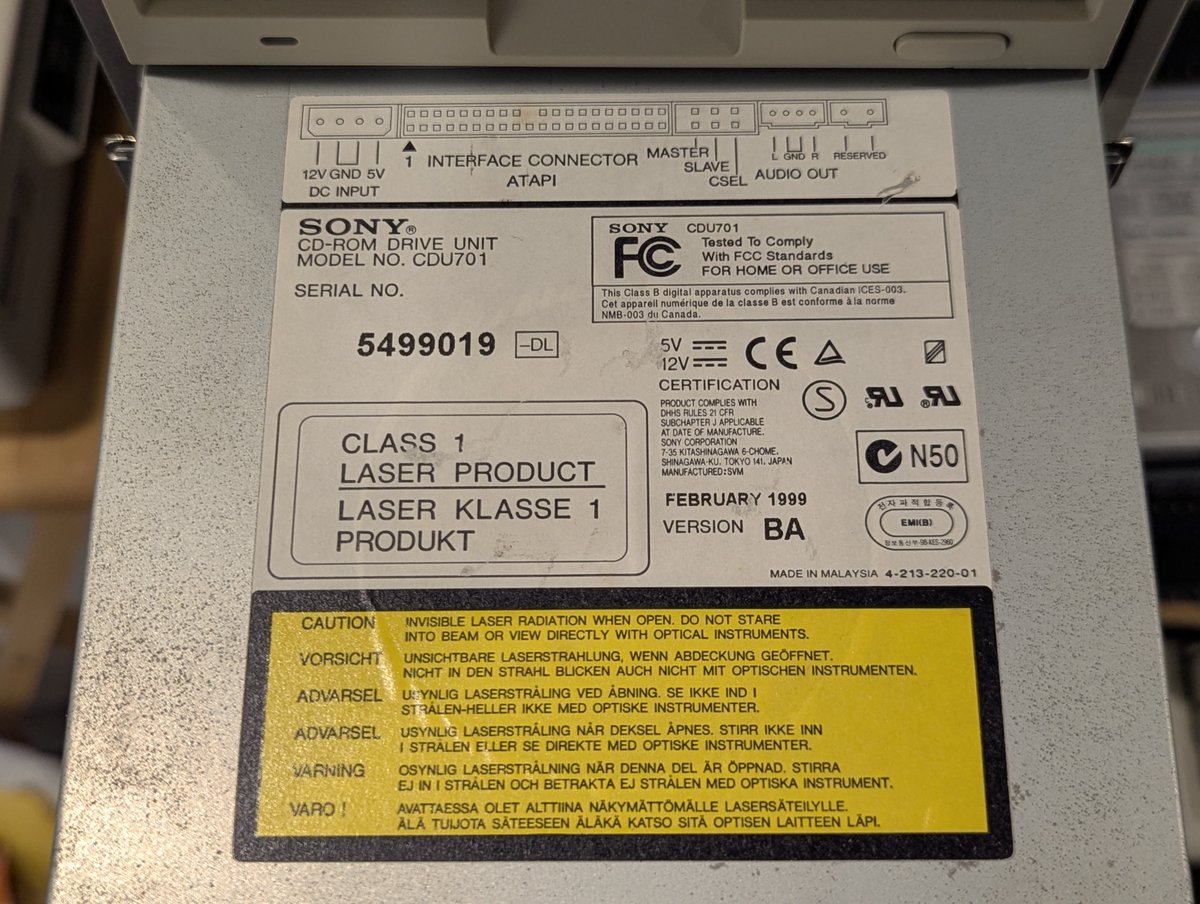 12V GND 5V
DC INPUT
1 INTERFACE CONNECTOR
ATAPI
MASTER
SLAVE
CSEL
L GND R
AUDIO OUT
RESERVED
SONY®
CD-ROM DRIVE UNIT
MODEL NO. CDU701
SERIAL NO.
5499019 -DL
SONY CDU701
FC Tested To Comply
With FCC Standards
FOR HOME OR OFFICE USE
This Class B digital apparatus complies with Canadian ICES-003.
Cet appareil numérique de la classe B est conforme à la norme
NMB-003 du Canada.
5V
12V
CE
CERTIFICATION
PRODUCT COMPLIES WITH
DHHS RULES 21 CFR
SUBCHAPTER J APPLICABLE
AT DATE OF MANUFACTURE.
SONY CORPORATION
7-35 KITASHINAGAWA 6-CHOME,
SHINAGAWA-KU, TOKYO 141, JAPAN
MANUFACTURED:SVM
S
N50
FEBRUARY 1999
VERSION BA
전자파적합등록
EMI(B)
MADE IN MALAYSIA 4-213-220-01
CLASS 1
LASER PRODUCT
LASER KLASSE 1
PRODUKT
CAUTION INVISIBLE LASER RADIATION WHEN OPEN. DO NOT STARE
INTO BEAM OR VIEW DIRECTLY WITH OPTICAL INSTRUMENTS.
VORSICHT UNSICHTBARE LASERSTRAHLUNG, WENN ABDECKUNG GEÖFFNET.
NICHT IN DEN STRAHL BLICKEN AUCH NICHT MIT OPTISCHEN INSTRUMENTEN.
ADVARSEL USYNLIG LASERSTRÅLING VED ÅBNING. SE IKKE IND I
STRÅLEN-HELLER IKKE MED OPTISKE INSTRUMENTER.
ADVARSEL USYNLIG LASERSTRÅLING NÅR DEKSEL ÅPNES. STIRR IKKE INN
I STRÅLEN ELLER SE DIREKTE MED OPTISKE INSTRUMENTER.
VARNING OSYNLIG LASERSTRÅLNING NÄR DENNA DEL ÄR ÖPPNAD. STIRRA
EJ IN I STRÅLEN OCH BETRAKTA EJ STRÅLEN MED OPTISKA INSTRUMENT.
VARO ! AVATTAESSA OLET ALTTIINA NÄKYMÄTTÖMÄLLE LASERSÄTEILYLLE.
ÄLÄ TUIJOTA SÄTEESEEN ÄLÄKÄ KATSO SITÄ OPTISEN LAITTEEN LÄPI.